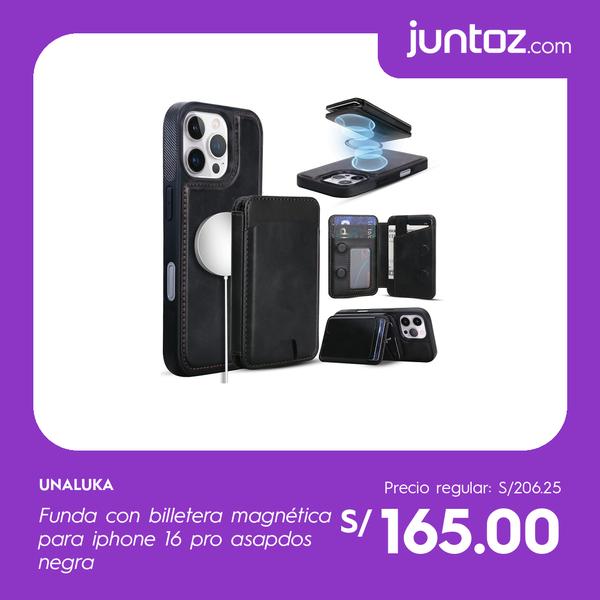 juntoz.com
UNALUKA
Funda con billetera magnética
para iphone 16 pro asapdos
negra
Precio regular: S/206.25
S/165.00